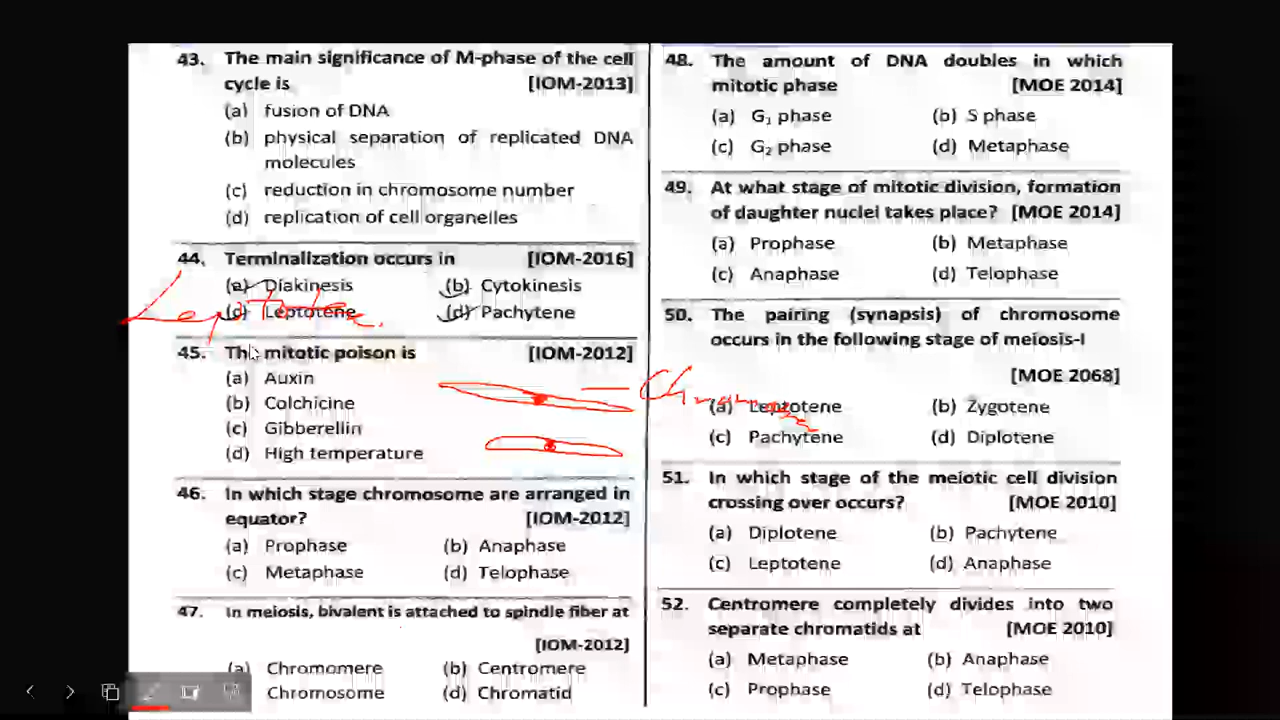 43. The main significance of M-phase of the cell
cycle is [IOM-2013]
(a) fusion of DNA
(b) physical separation of replicated DNA
molecules
(c) reduction in chromosome number
(d) replication of cell organelles
44. Terminalization occurs in [IOM-2016]
(a) Diakinesis (b) Cytokinesis
(c) Leptotene (d) Pachytene
45. The mitotic poison is [IOM-2012]
(a) Auxin
(b) Colchicine
(c) Gibberellin
(d) High temperature
46. In which stage chromosome are arranged in
equator? [IOM-2012]
(a) Prophase (b) Anaphase
(c) Metaphase (d) Telophase
47. In meiosis, bivalent is attached to spindle fiber at
[IOM-2012]
(a) Chromomere (b) Centromere
Chromosome (d) Chromatid
48. The amount of DNA doubles in which
mitotic phase [MOE 2014]
(a) G₁ phase (b) S phase
(c) G₂ phase (d) Metaphase
49. At what stage of mitotic division, formation
of daughter nuclei takes place? [MOE 2014]
(a) Prophase (b) Metaphase
(c) Anaphase (d) Telophase
50. The pairing (synapsis) of chromosome
occurs in the following stage of meiosis-I
[MOE 2068]
(a) Leptotene (b) Zygotene
(c) Pachytene (d) Diplotene
51. In which stage of the meiotic cell division
crossing over occurs? [MOE 2010]
(a) Diplotene (b) Pachytene
(c) Leptotene (d) Anaphase
52. Centromere completely divides into two
separate chromatids at [MOE 2010]
(a) Metaphase (b) Anaphase
(c) Prophase (d) Telophase